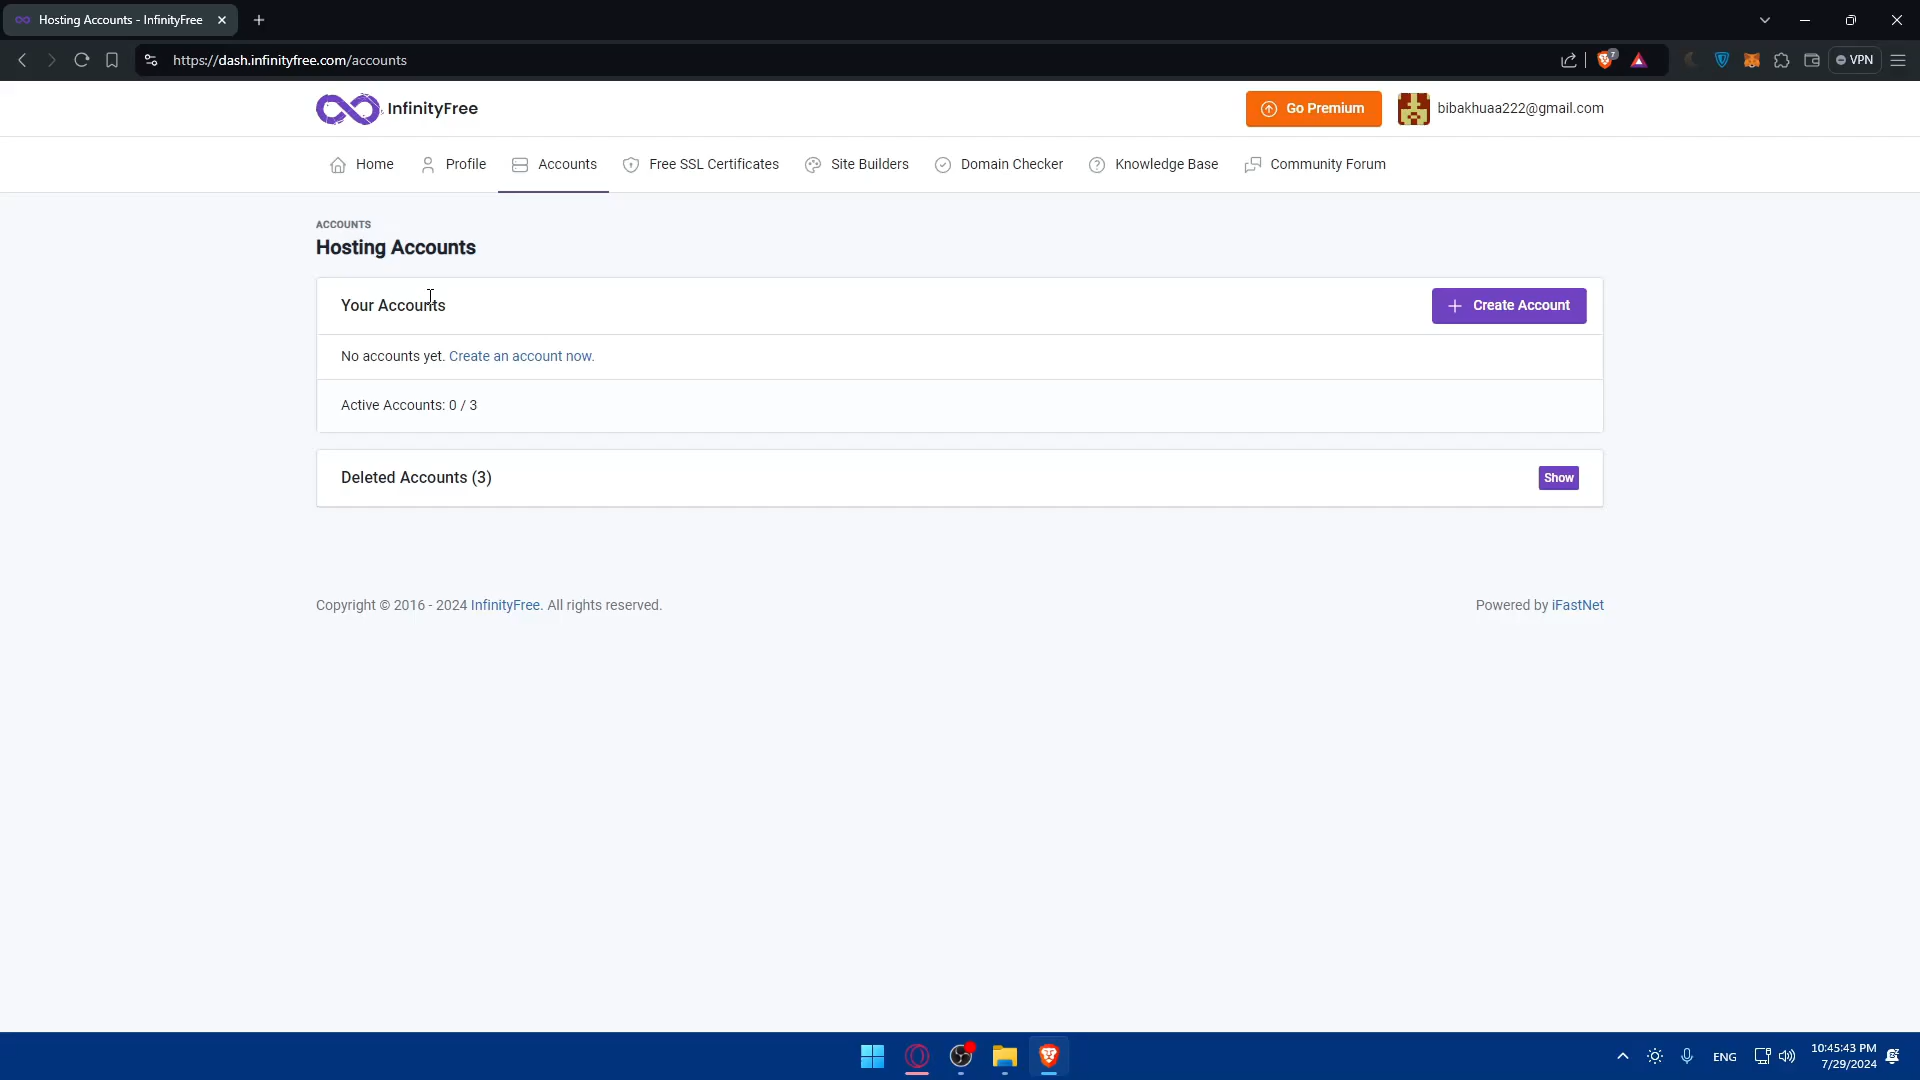 Hosting Accounts - InfinityFree
https://dash.infinityfree.com/accounts
7
VPN
InfinityFree
Go Premium
bibakhuaa222@gmail.com
Home
Profile
Accounts
Free SSL Certificates
Site Builders
Domain Checker
Knowledge Base
Community Forum
ACCOUNTS
Hosting Accounts
Your Accounts
Create Account
No accounts yet. Create an account now.
Active Accounts: 0 / 3
Deleted Accounts (3)
Show
Copyright © 2016 - 2024 InfinityFree. All rights reserved.
Powered by iFastNet
ENG
10:45:43 PM
7/29/2024